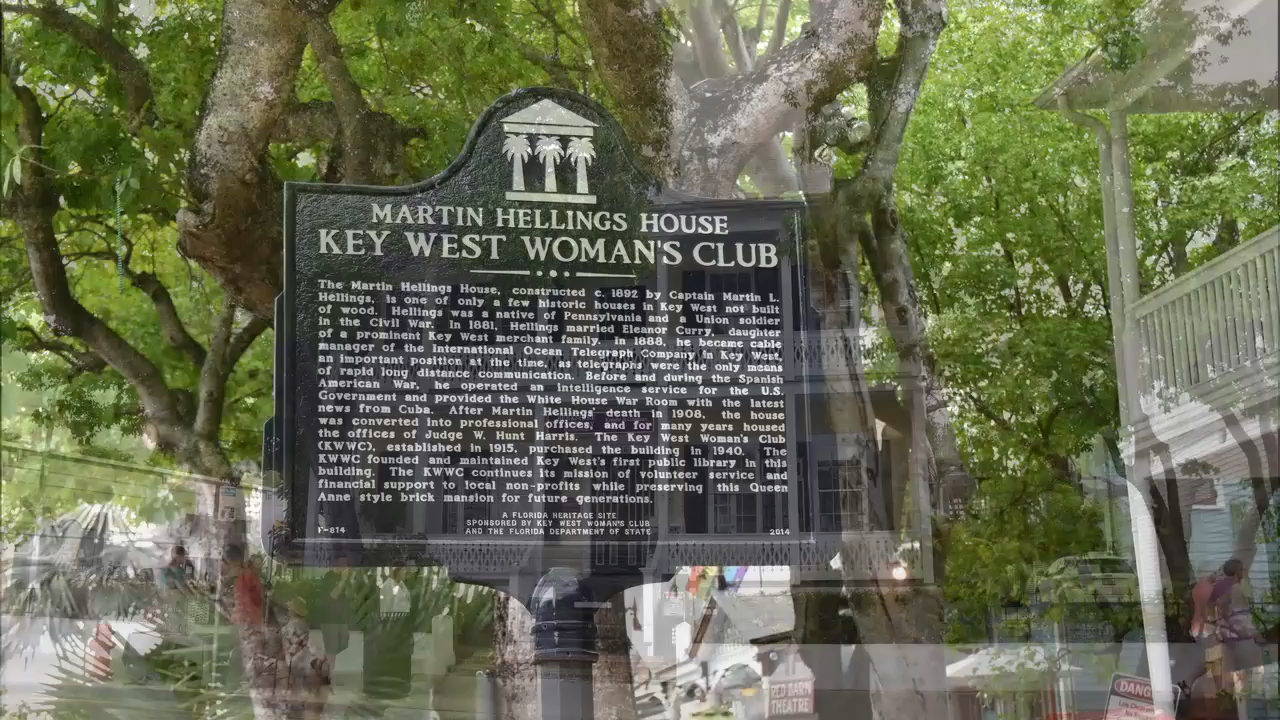 MARTIN HELLINGS HOUSE
KEY WEST WOMAN'S CLUB
The Martin Hellings House, constructed c. 1892 by Captain Martin L.
Hellings, is one of only a few historic houses in Key West not built
of wood. Hellings was a native of Pennsylvania and a Union soldier
in the Civil War. In 1881, Hellings married Eleanor Curry, daughter
of a prominent Key West merchant family. In 1888, he became cable
manager of the International Ocean Telegraph Company in Key West,
an important position at the time, as telegraphs were the only means
of rapid long distance communication. Before and during the Spanish
American War, he operated an intelligence service for the U.S.
Government and provided the White House War Room with the latest
news from Cuba. After Martin Hellings death in 1908, the house
was converted into professional offices, and for many years housed
the offices of Judge W. Hunt Harris. The Key West Woman's Club
(KWWC), established in 1915, purchased the building in 1940. The
KWWC founded and maintained Key West's first public library in this
building. The KWWC continues its mission of volunteer service and
financial support to local non-profits while preserving this Queen
Anne style brick mansion for future generations.
A FLORIDA HERITAGE SITE
SPONSORED BY KEY WEST WOMAN'S CLUB
AND THE FLORIDA DEPARTMENT OF STATE
F-814
2014
RED BARN
THEATRE